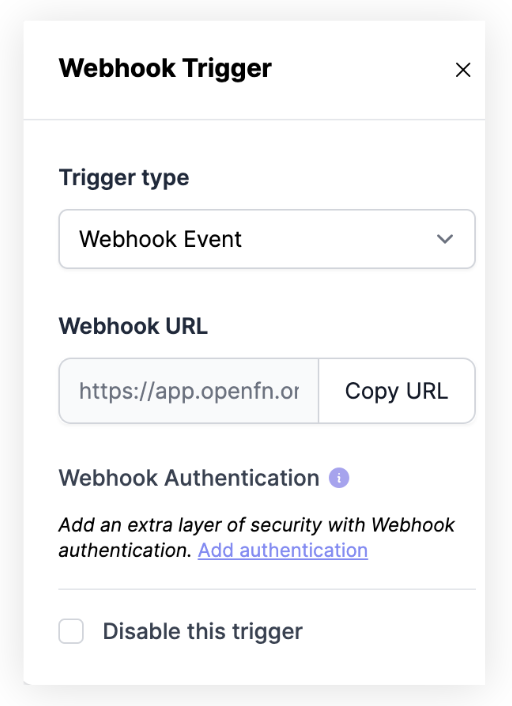 Webhook Trigger
Trigger type
Webhook Event
Webhook URL
https://app.openfn.or
Copy URL
Webhook Authentication i
Add an extra layer of security with Webhook
authentication. Add authentication
Disable this trigger